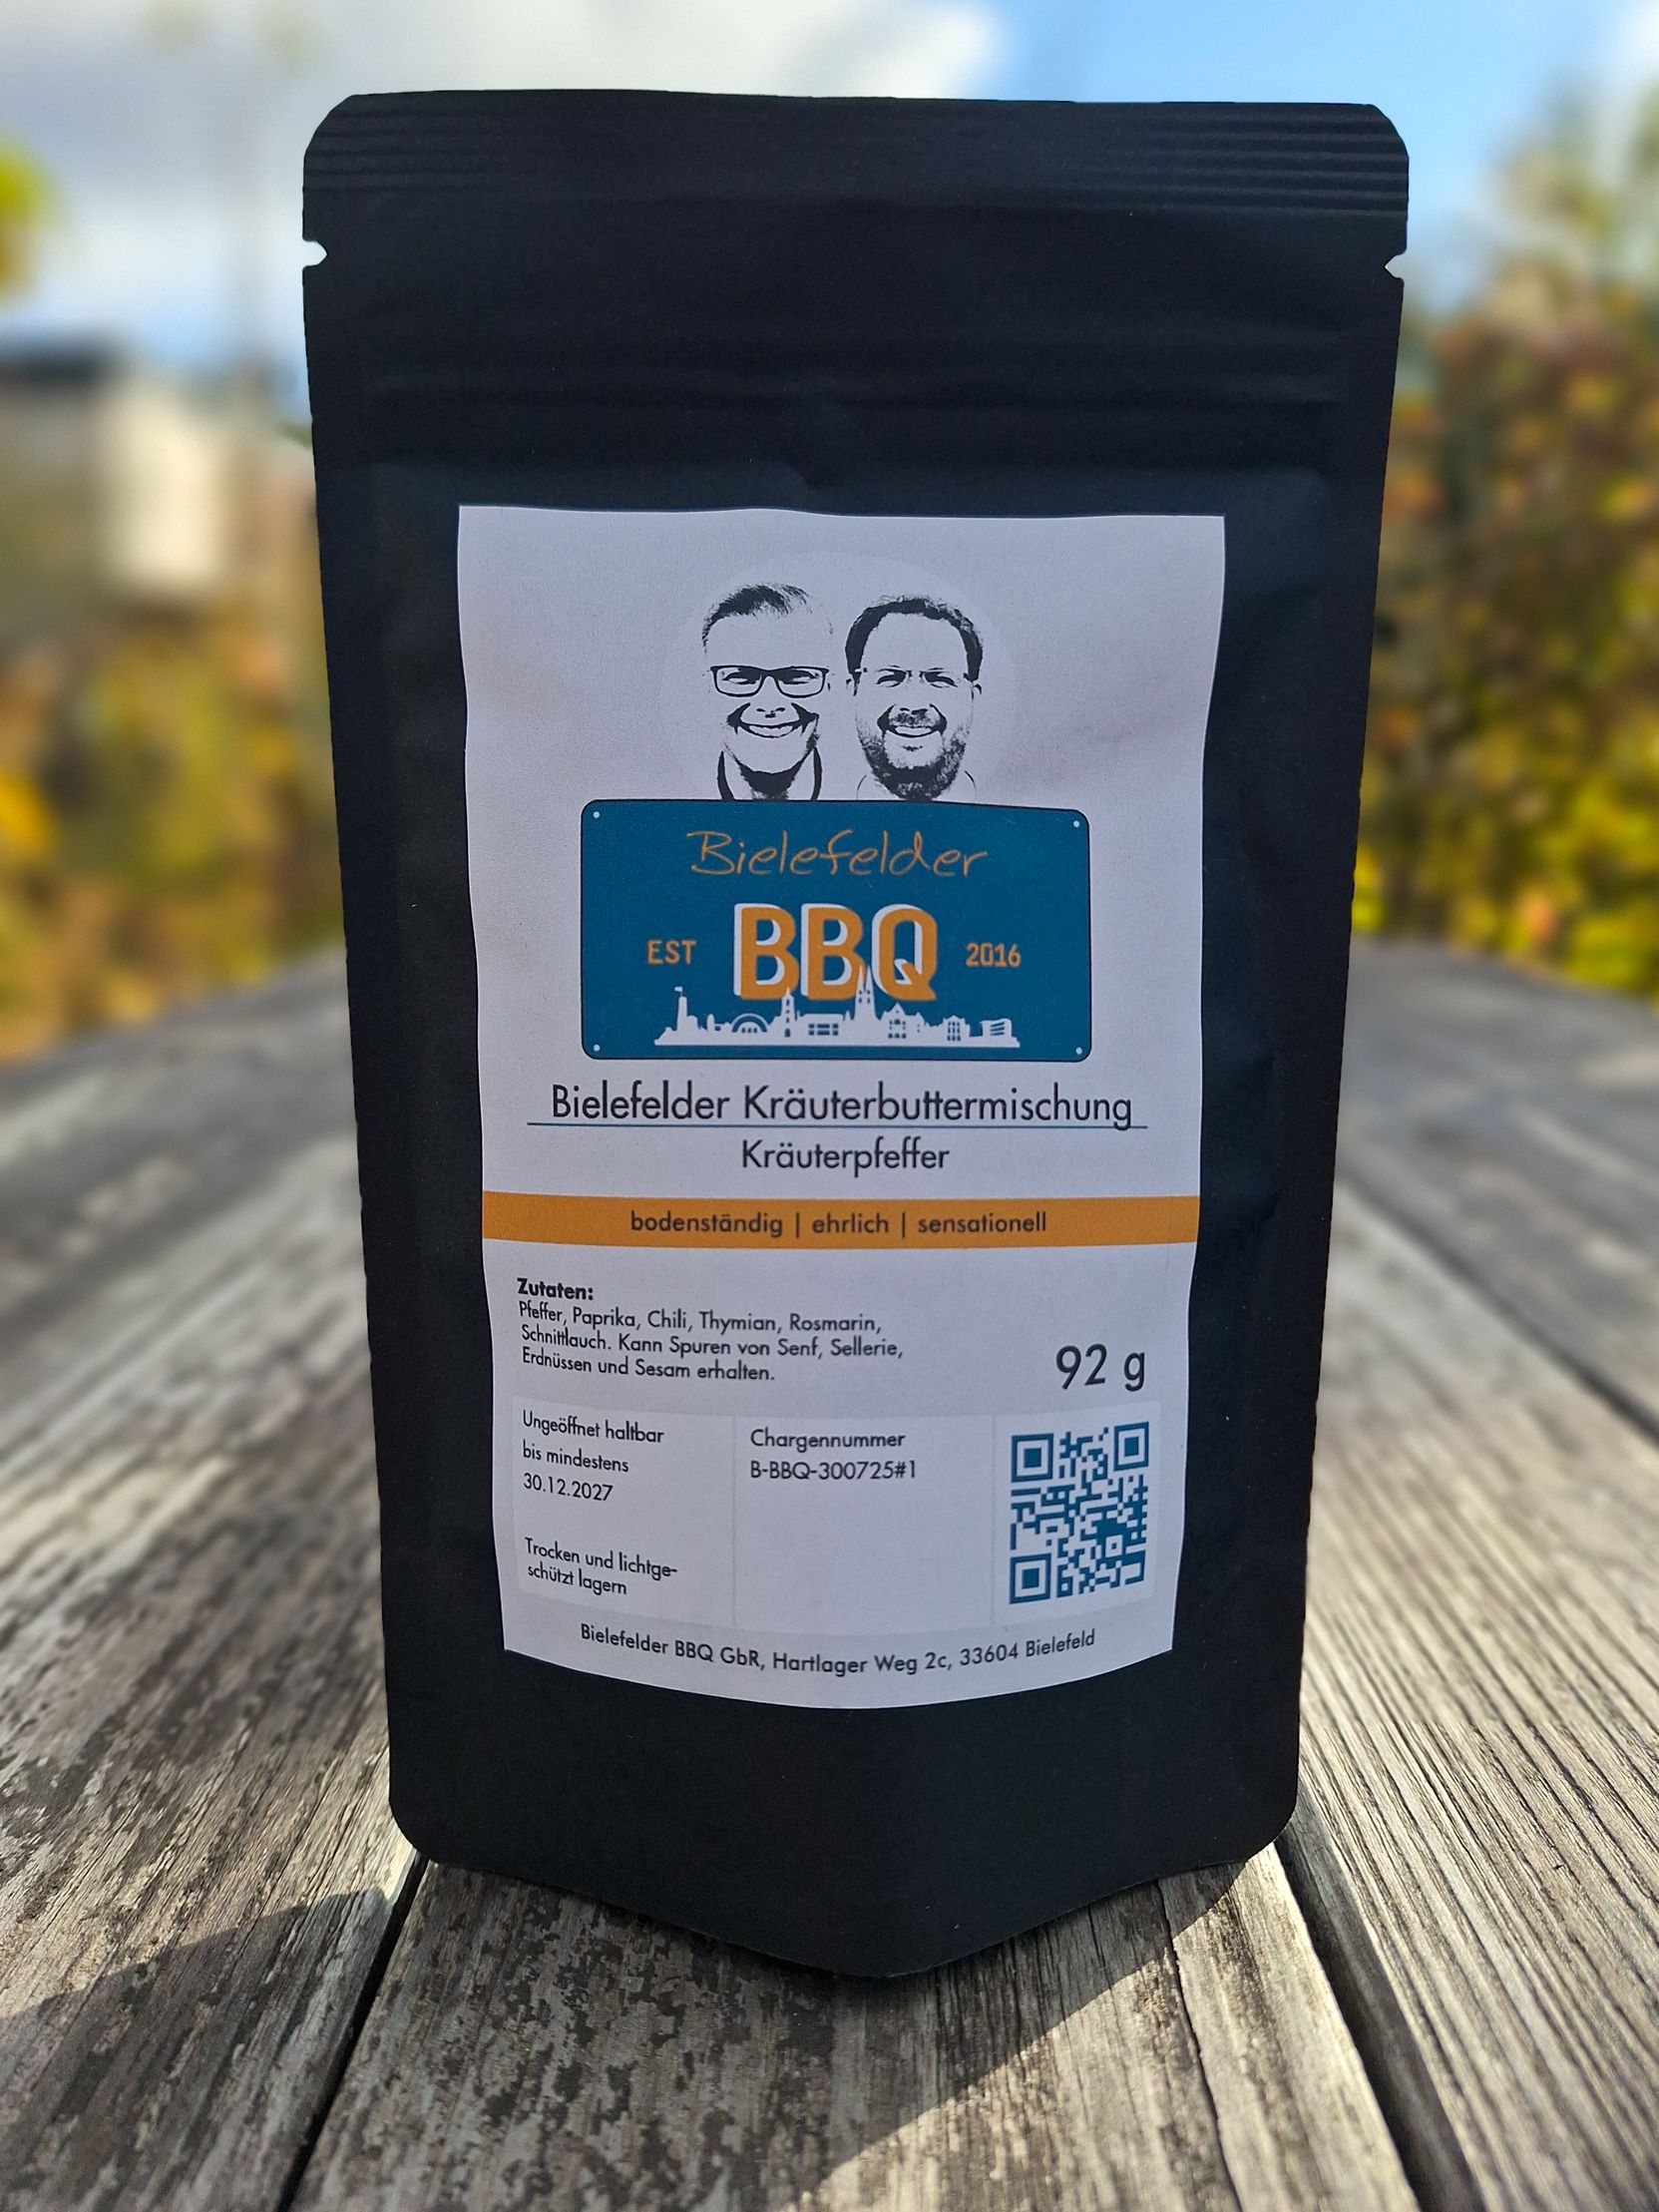 Bielefelder
EST BBQ 2016
Bielefelder Kräuterbuttermischung
Kräuterpfeffer
bodenständig | ehrlich | sensationell
Zutaten:
Pfeffer, Paprika, Chili, Thymian, Rosmarin,
Schnittlauch. Kann Spuren von Senf, Sellerie,
Erdnüssen und Sesam erhalten.
92 g
Ungeöffnet haltbar
bis mindestens
30.12.2027
Trocken und lichtge-
schützt lagern
Chargennummer
B-BBQ-300725#1
Bielefelder BBQ GbR, Hartlager Weg 2c, 33604 Bielefeld